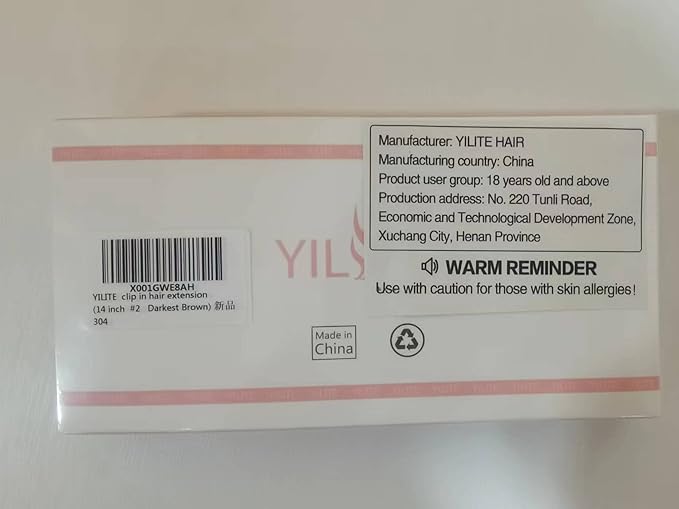 Manufacturer: YILITE HAIR
Manufacturing country: China
Product user group: 18 years old and above
Production address: No. 220 Tunli Road,
Economic and Technological Development Zone,
Xuchang City, Henan Province
WARM REMINDER
Use with caution for those with skin allergies!
YIL
X001GWE8AH
YILITE clip in hair extension
(14 inch #2 Darkest Brown) 新品
304
Made in
China